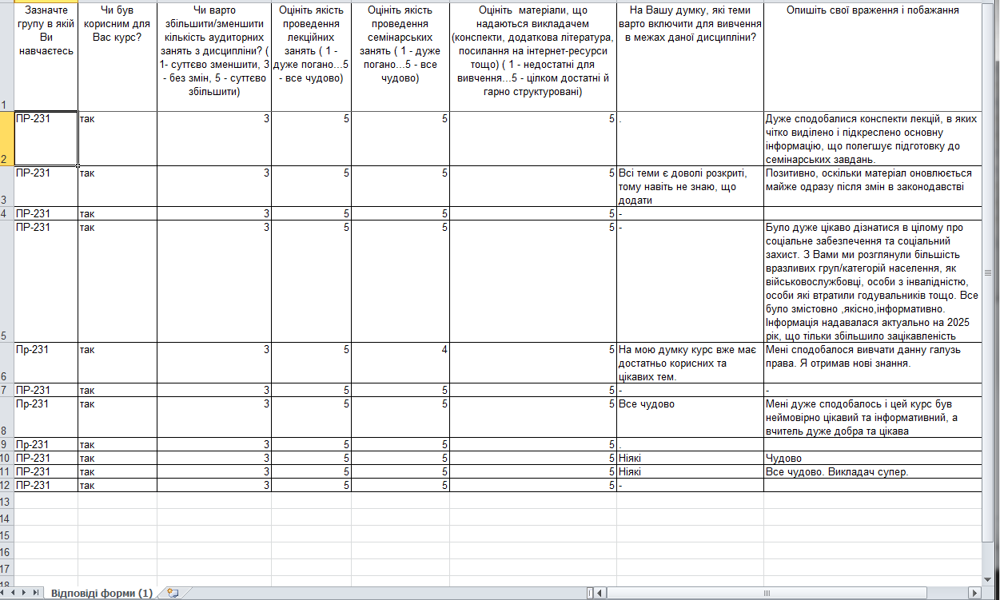 Зазначте
групу в якій
Ви
навчаєтесь
Чи був
корисним для
Вас курс?
Чи варто
збільшити/зменшити
кількість аудиторних
занять з дисципліни? (
1- суттєво зменшити, 3
- без змін, 5 - суттєво
збільшити)
Оцініть якість
проведення
лекційних
занять ( 1 -
дуже погано...5
- все чудово)
Оцініть якість
проведення
семінарських
занять ( 1 - дуже
погано...5 - все
чудово)
Оцініть  матеріали, що
надаються викладачем
(конспекти, додаткова література,
посилання на інтернет-ресурси
тощо) ( 1 - недостатні для
вивчення...5 - цілком достатні й
гарно структуровані)
На Вашу думку, які теми
варто включити для вивчення
в межах даної дисципліни?
Опишіть свої враження і побажання
1
ПР-231
так
3
5
5
5
.
Дуже сподобалися конспекти лекцій, в яких
чітко виділено і підкреслено основну
інформацію, що полегшує підготовку до
семінарських завдань.
2
ПР-231
так
3
5
5
5
Всі теми є доволі розкриті,
тому навіть не знаю, що
додати
Позитивно, оскільки матеріал оновлюється
майже одразу після змін в законодавстві
3
4
ПР-231
так
3
5
5
5
-
ПР-231
так
3
5
5
5
-
Було дуже цікаво дізнатися в цілому про
соціальне забезпечення та соціальний
захист. З Вами ми розглянули більшість
вразливих груп/категорій населення, як
військовослужбовці, особи з інвалідністю,
особи які втратили годувальників тощо. Все
було змістовно ,якісно,інформативно.
Інформація надавалася актуально на 2025
рік, що тільки збільшило зацікавленість
5
Пр-231
так
3
5
4
5
На мою думку курс вже має
достатньо корисних та
цікавих тем.
Мені сподобалося вивчати данну галузь
права. Я отримав нові знання.
6
7
ПР-231
так
3
5
5
5
-
-
Пр-231
так
3
5
5
5
Все чудово
Мені дуже сподобалось і цей курс був
неймовірно цікавий та інформативний, а
вчитель дуже добра та цікава
8
9
Пр-231
так
3
5
5
5
.
10
ПР-231
так
3
5
5
5
Ніякі
Чудово
11
ПР-231
так
3
5
5
5
Ніякі
Все чудово. Викладач супер.
12
ПР-231
так
3
5
5
5
-
13
14
15
16
17
18
Відповіді форми (1)